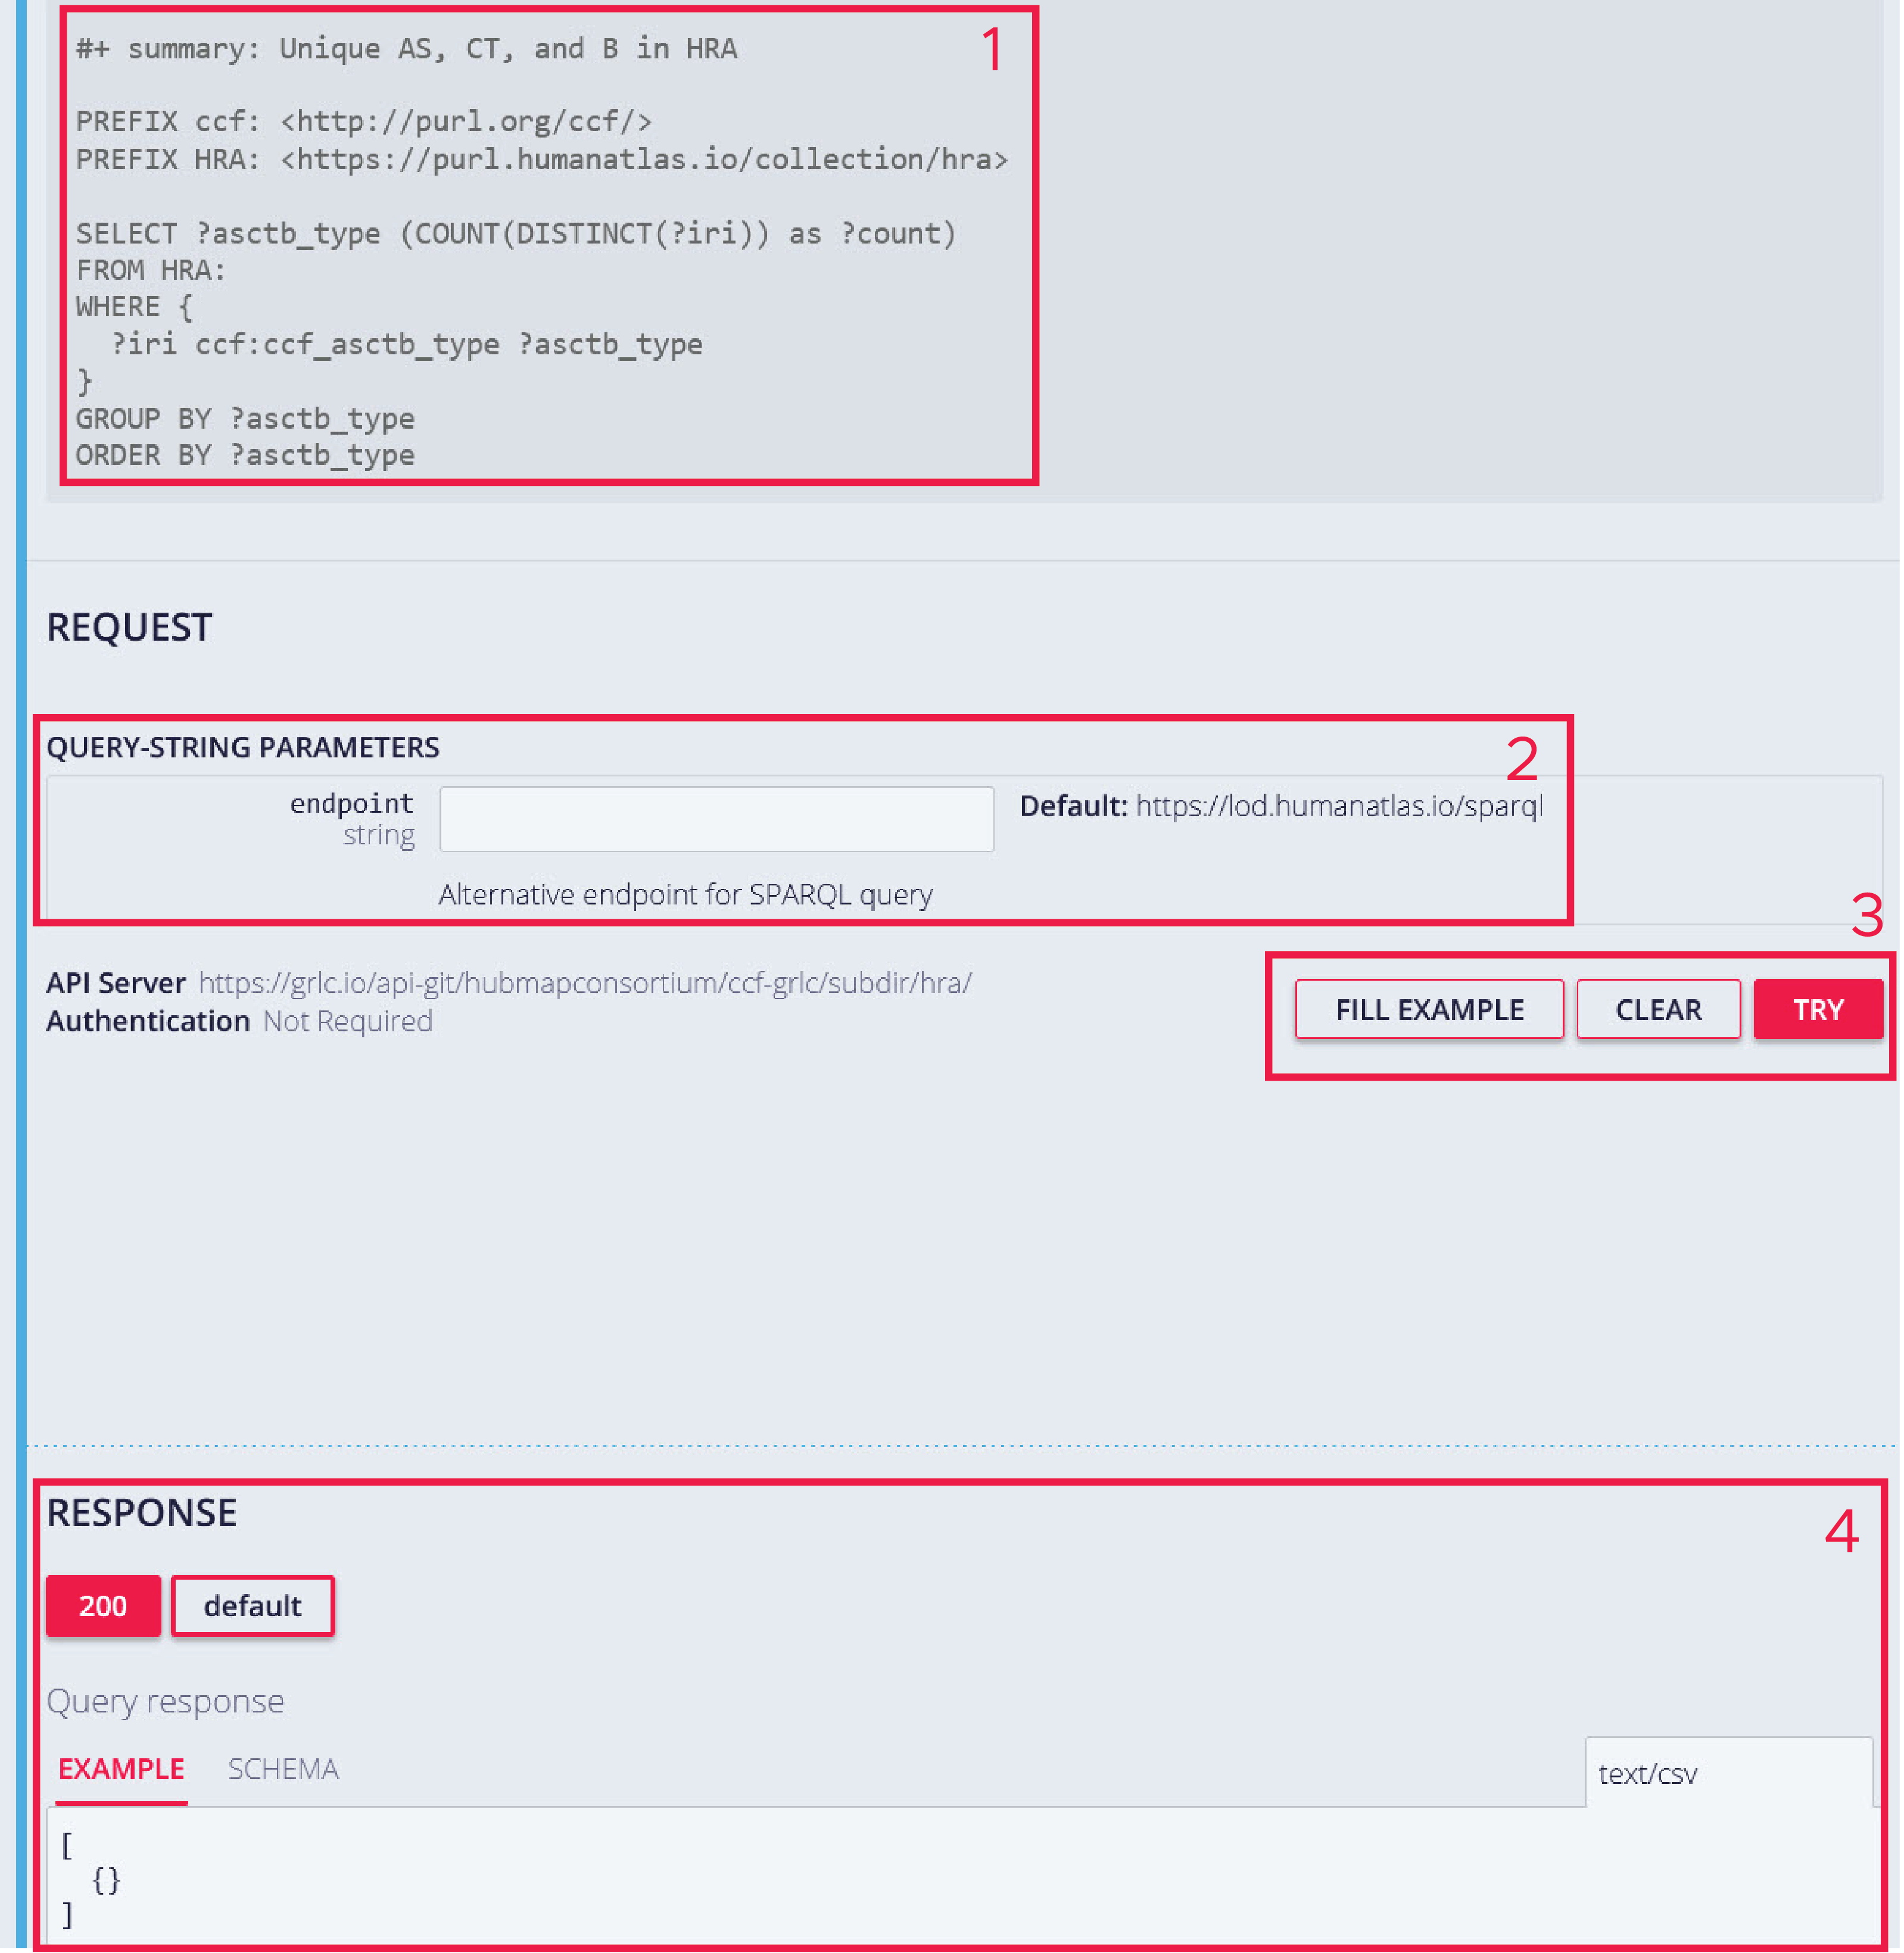 #+ summary: Unique AS, CT, and B in HRA
1
PREFIX ccf: <http://purl.org/ccf/>
PREFIX HRA: <https://purl.humanatlas.io/collection/hra>
SELECT ?asctb_type (COUNT(DISTINCT(?iri)) as ?count)
FROM HRA:
WHERE {
?iri ccf:ccf_asctb_type ?asctb_type
}
GROUP BY ?asctb_type
ORDER BY ?asctb_type
REQUEST
QUERY-STRING PARAMETERS
2
endpoint
string
Default: https://lod.humanatlas.io/sparql
Alternative endpoint for SPARQL query
3
API Server https://grlc.io/api-git/hubmapconsortium/ccf-grlc/subdir/hra/
Authentication Not Required
FILL EXAMPLE CLEAR TRY
RESPONSE
4
200 default
Query response
EXAMPLE SCHEMA
text/csv
[
{}
]